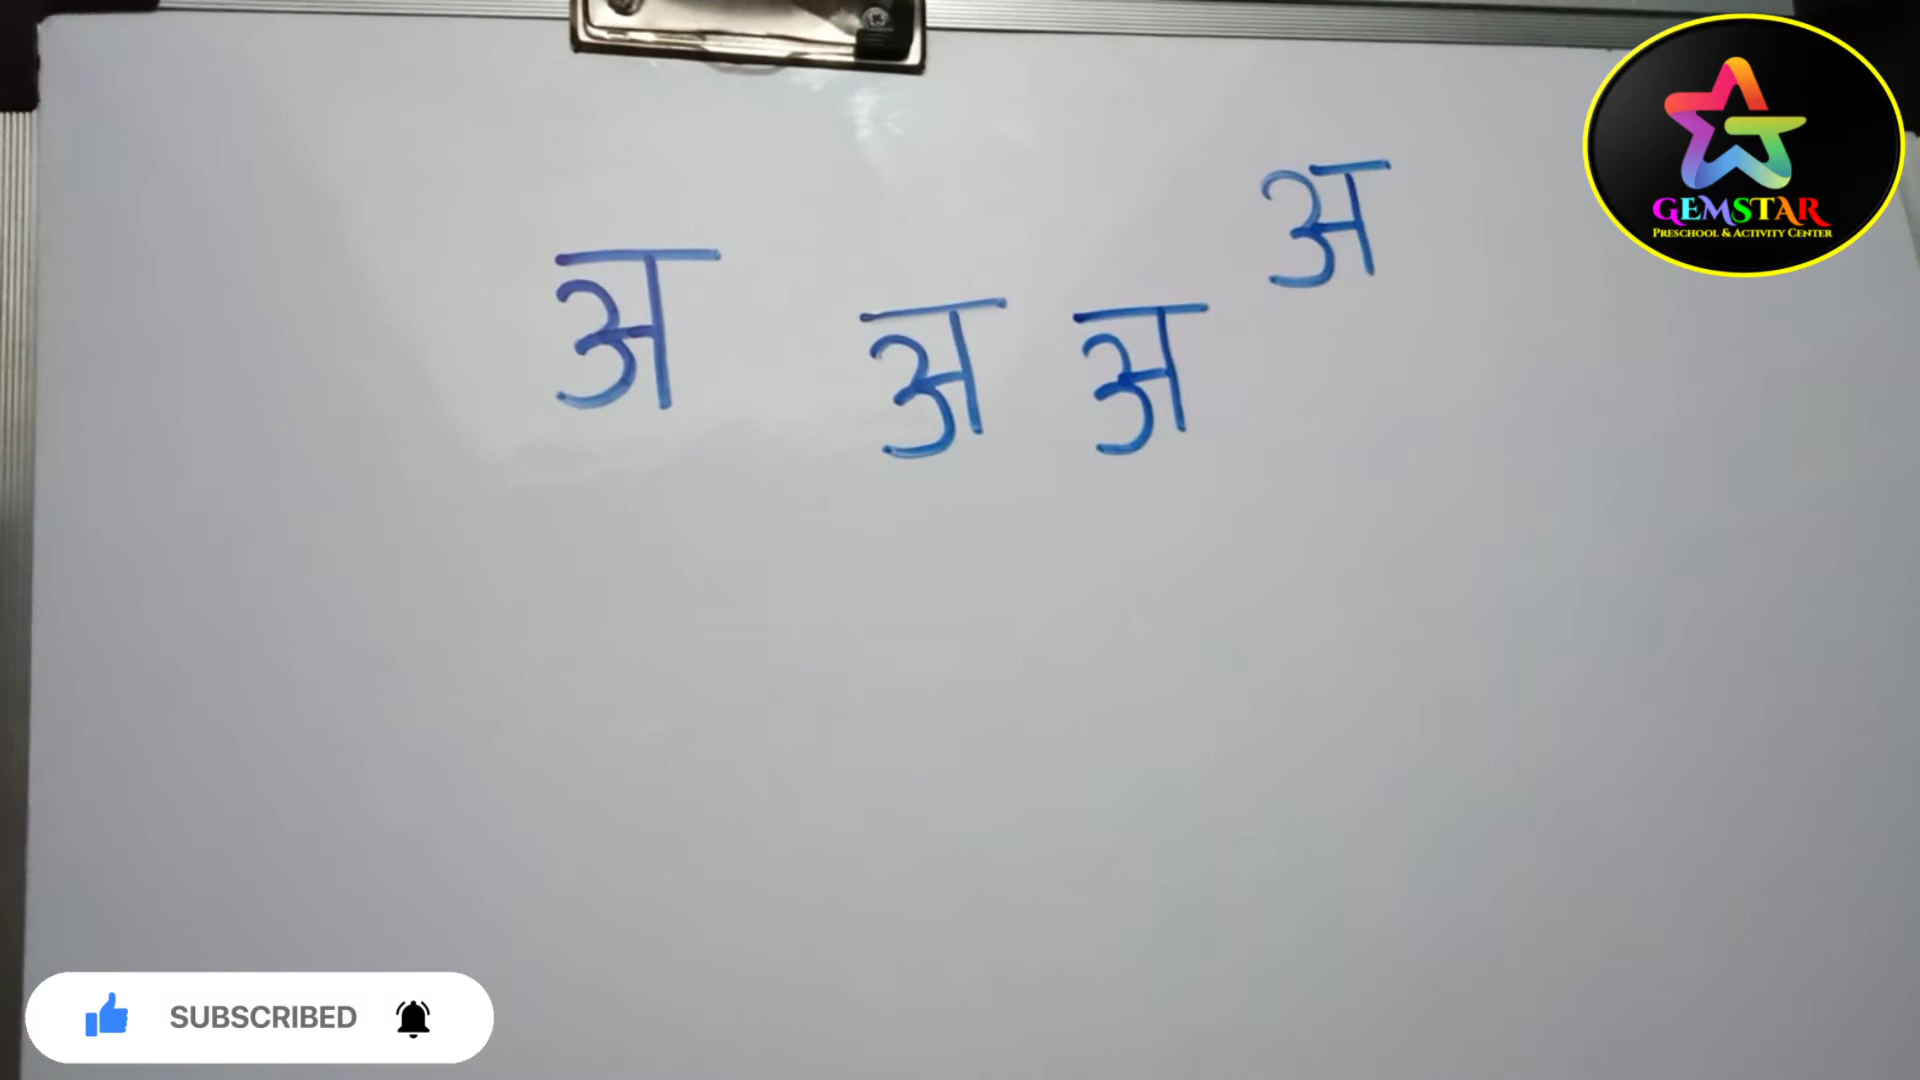 अ अ अ अ
GEMSTAR
PRESCHOOL & ACTIVITY CENTER
SUBSCRIBED